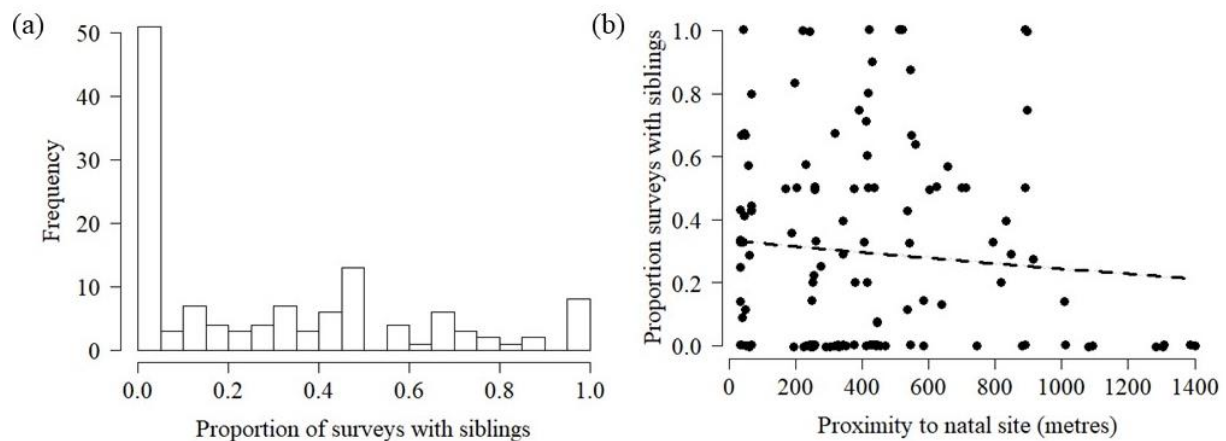 (a)
50
40
30
20
10
0
Frequency
0.0 0.2 0.4 0.6 0.8 1.0
Proportion of surveys with siblings
(b)
1.0
0.8
0.6
0.4
0.2
0.0
Proportion surveys with siblings
0 200 400 600 800 1000 1200 1400
Proximity to natal site (metres)